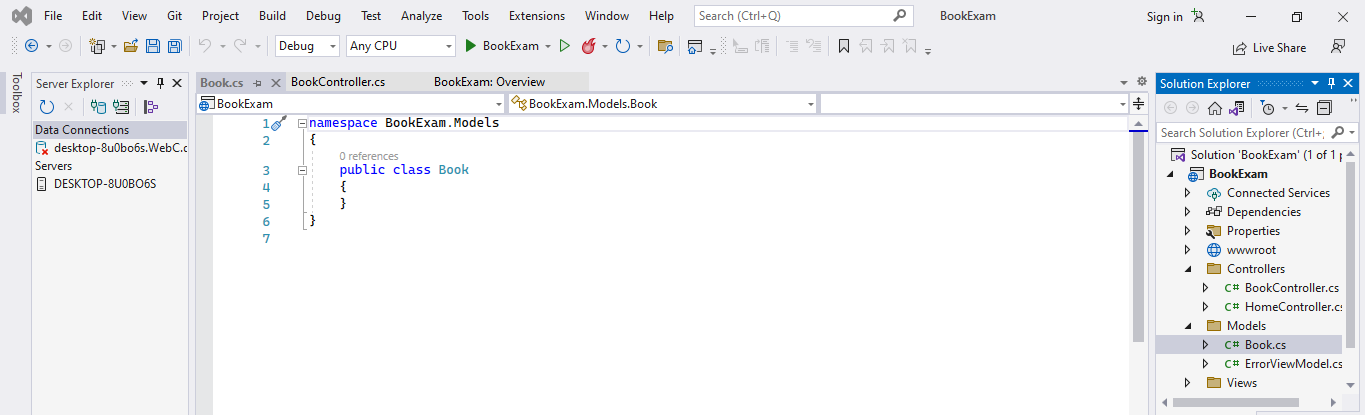 File Edit View Git Project Build Debug Test Analyze Tools Extensions Window Help Search (Ctrl+Q) BookExam Sign in
Debug Any CPU BookExam Live Share
Toolbox
Server Explorer
Data Connections
desktop-8u0bo6s.WebC.c
Servers
DESKTOP-8U0BO6S
Book.cs BookController.cs BookExam: Overview
BookExam BookExam.Models.Book
1 namespace BookExam.Models
2 {
0 references
3 public class Book
4 {
5 }
6 }
7
Solution Explorer
Search Solution Explorer (Ctrl+;
Solution 'BookExam' (1 of 1 p
BookExam
Connected Services
Dependencies
Properties
wwwroot
Controllers
C# BookController.cs
C# HomeController.cs
Models
C# Book.cs
C# ErrorViewModel.cs
Views